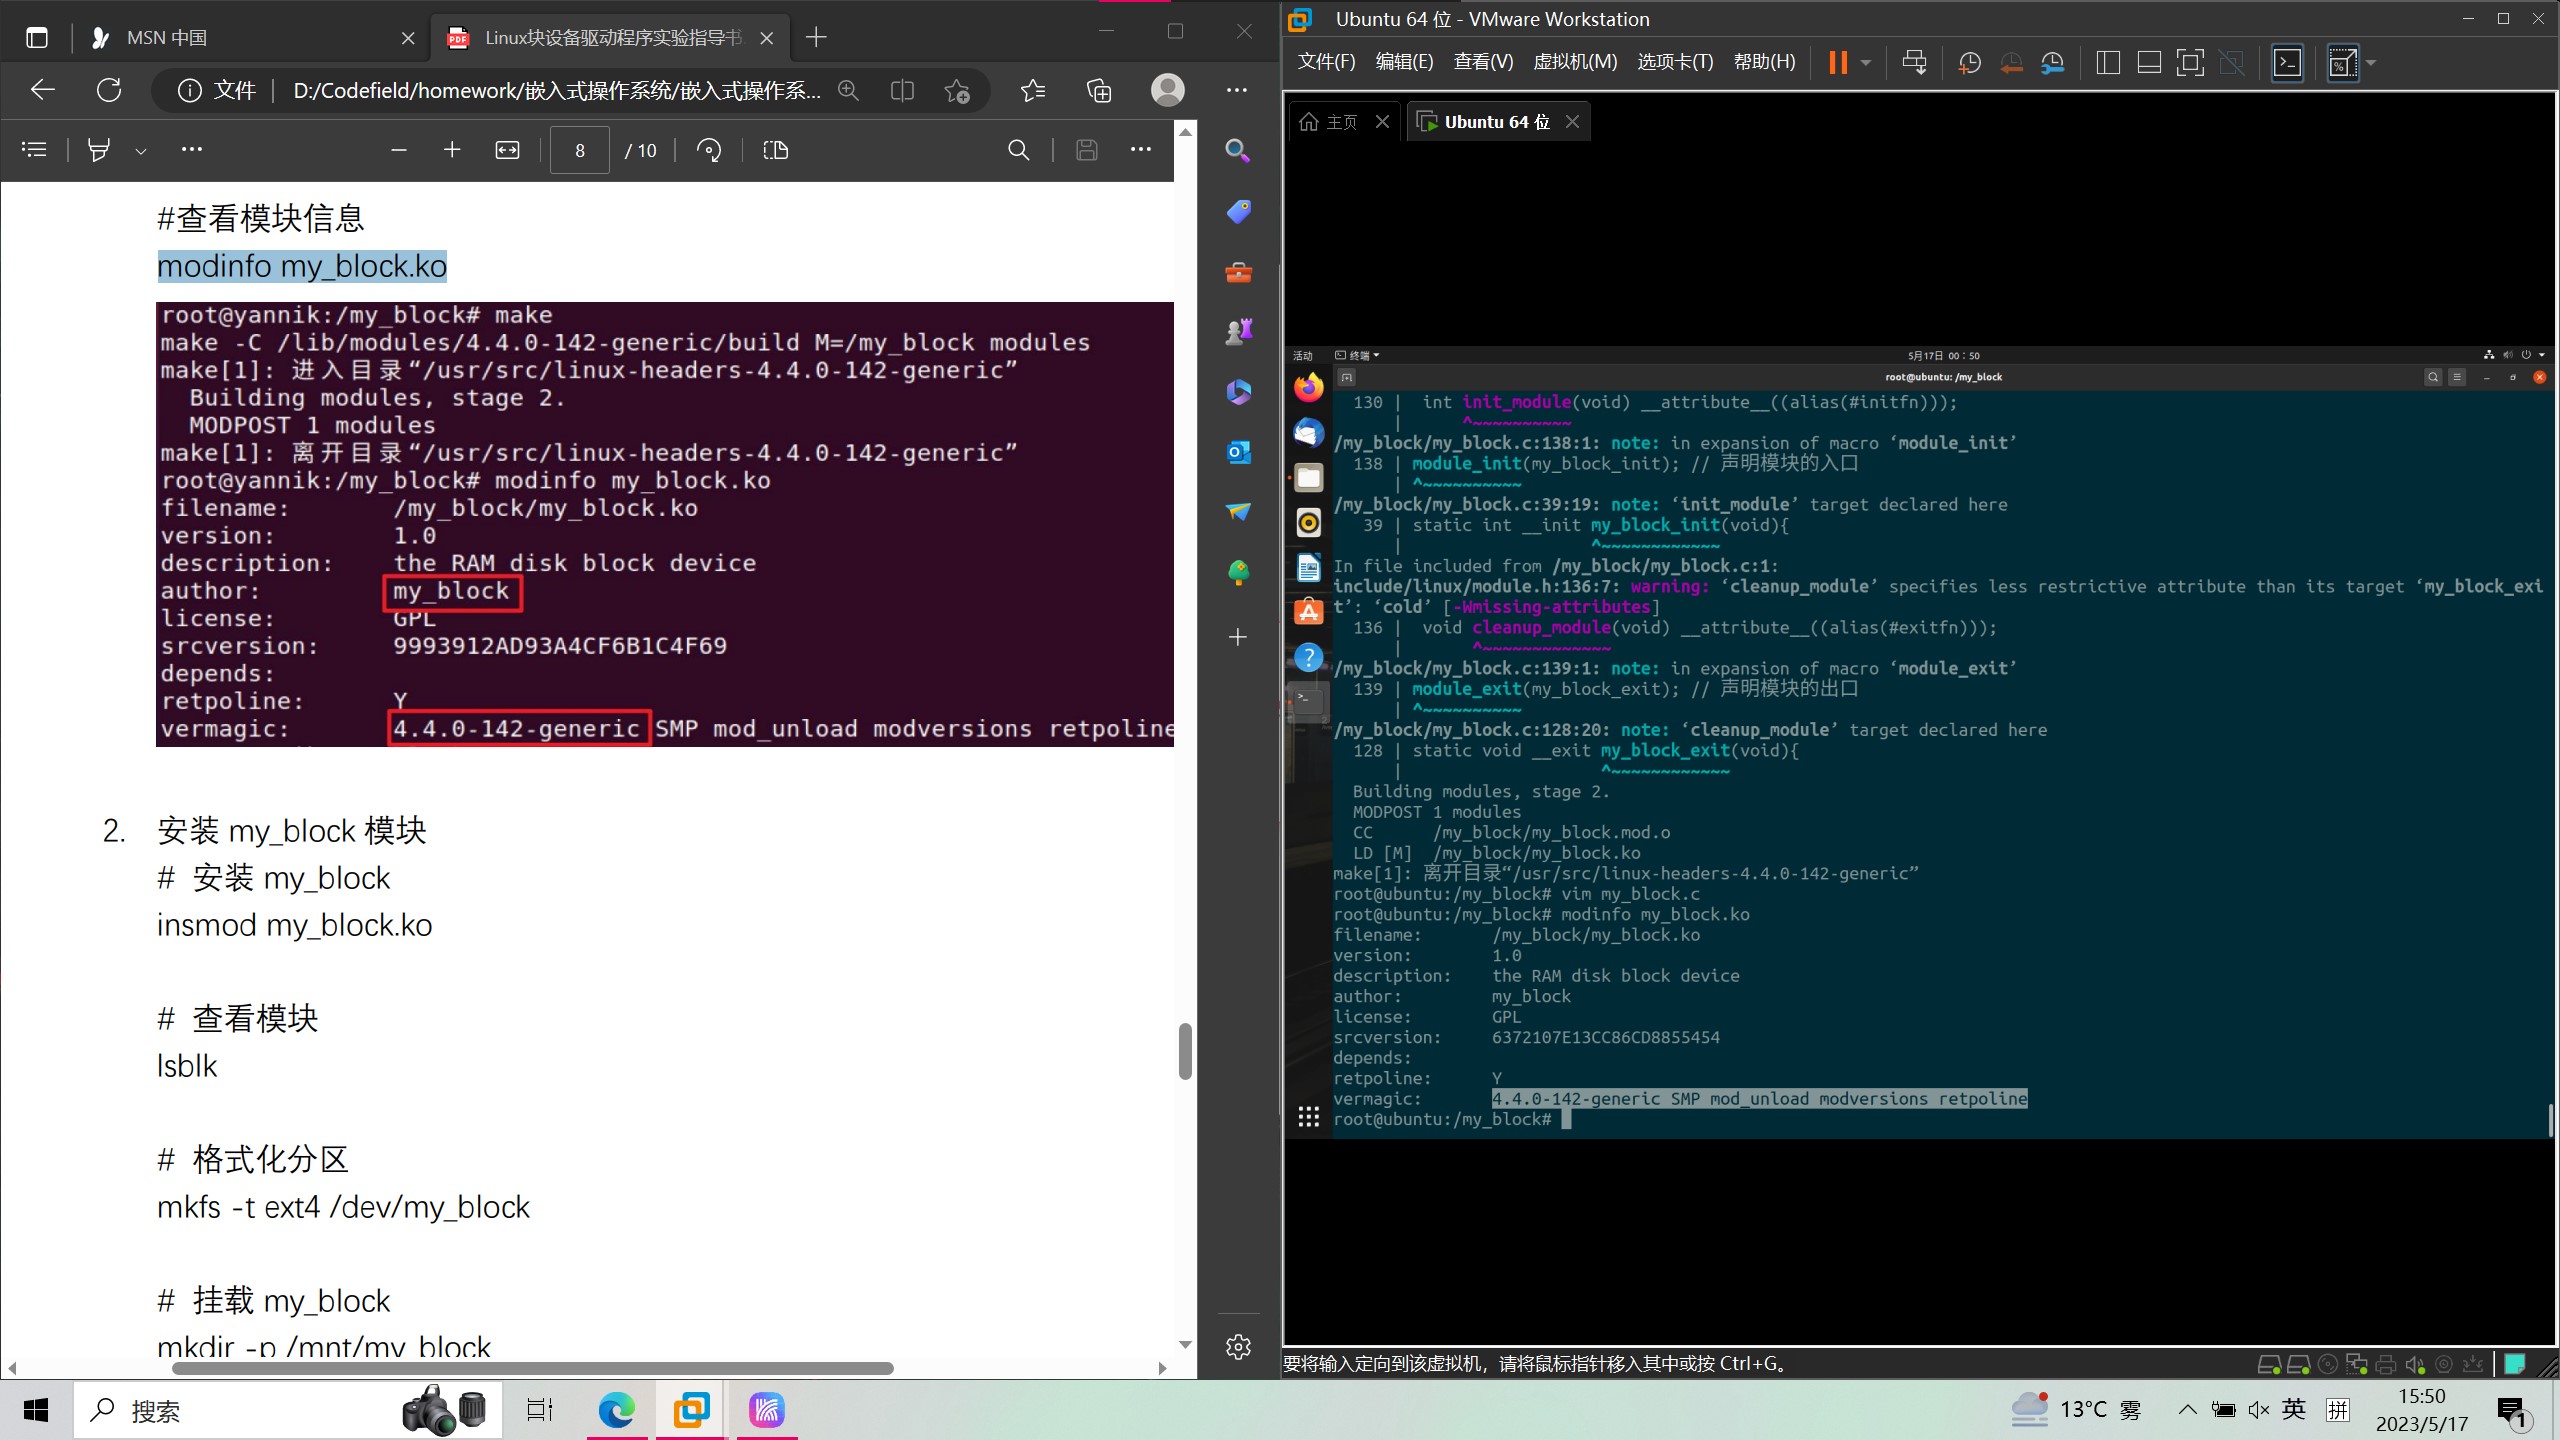 MSN 中国
Linux块设备驱动程序实验指导书.
文件
D:/Codefield/homework/嵌入式操作系统/嵌入式操作系...
8 / 10
#查看模块信息
modinfo my_block.ko
root@yannik:/my_block# make
make -C /lib/modules/4.4.0-142-generic/build M=/my_block modules
make[1]: 进入目录“/usr/src/linux-headers-4.4.0-142-generic”
Building modules, stage 2.
MODPOST 1 modules
make[1]: 离开目录“/usr/src/linux-headers-4.4.0-142-generic”
root@yannik:/my_block# modinfo my_block.ko
filename: /my_block/my_block.ko
version: 1.0
description: the RAM disk block device
author: my_block
license: GPL
srcversion: 9993912AD93A4CF6B1C4F69
depends:
retpoline: Y
vermagic: 4.4.0-142-generic SMP mod_unload modversions retpoline
2. 安装 my_block 模块
# 安装 my_block
insmod my_block.ko
# 查看模块
lsblk
# 格式化分区
mkfs -t ext4 /dev/my_block
# 挂载 my_block
mkdir -p /mnt/my_block
Ubuntu 64 位 - VMware Workstation
文件(F) 编辑(E) 查看(V) 虚拟机(M) 选项卡(T) 帮助(H)
主页
Ubuntu 64 位
活动 终端 5月17日 00：50
root@ubuntu: /my_block
130 | int init_module(void) __attribute__((alias(#initfn)));
| ^~~~~~~~~~~
/my_block/my_block.c:138:1: note: in expansion of macro ‘module_init’
138 | module_init(my_block_init); // 声明模块的入口
| ^~~~~~~~~~~
/my_block/my_block.c:39:19: note: ‘init_module’ target declared here
39 | static int __init my_block_init(void){
| ^~~~~~~~~~~~~
In file included from /my_block/my_block.c:1:
include/linux/module.h:136:7: warning: ‘cleanup_module’ specifies less restrictive attribute than its target ‘my_block_exi
t’: ‘cold’ [-Wmissing-attributes]
136 | void cleanup_module(void) __attribute__((alias(#exitfn)));
| ^~~~~~~~~~~~~~
/my_block/my_block.c:139:1: note: in expansion of macro ‘module_exit’
139 | module_exit(my_block_exit); // 声明模块的出口
| ^~~~~~~~~~~
/my_block/my_block.c:128:20: note: ‘cleanup_module’ target declared here
128 | static void __exit my_block_exit(void){
| ^~~~~~~~~~~~~
Building modules, stage 2.
MODPOST 1 modules
CC /my_block/my_block.mod.o
LD [M] /my_block/my_block.ko
make[1]: 离开目录“/usr/src/linux-headers-4.4.0-142-generic”
root@ubuntu:/my_block# vim my_block.c
root@ubuntu:/my_block# modinfo my_block.ko
filename: /my_block/my_block.ko
version: 1.0
description: the RAM disk block device
author: my_block
license: GPL
srcversion: 6372107E13CC86CD8855454
depends:
retpoline: Y
vermagic: 4.4.0-142-generic SMP mod_unload modversions retpoline
root@ubuntu:/my_block#
要将输入定向到该虚拟机，请将鼠标指针移入其中或按 Ctrl+G。
搜索
13°C 雾
英
拼
15:50
2023/5/17
1